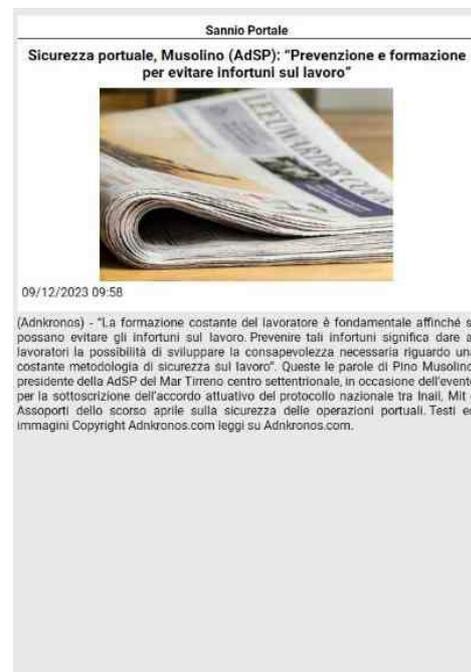 Sannio Portale
Sicurezza portuale, Musolino (AdSP): “Prevenzione e formazione
per evitare infortuni sul lavoro”
LEEUWARDER COU
09/12/2023 09:58
(Adnkronos) - “La formazione costante del lavoratore è fondamentale affinché s
possano evitare gli infortuni sul lavoro. Prevenire tali infortuni significa dare a
lavoratori la possibilità di sviluppare la consapevolezza necessaria riguardo un
costante metodologia di sicurezza sul lavoro”. Queste le parole di Pino Musolino
presidente della AdSP del Mar Tirreno centro settentrionale, in occasione dell’evento
per la sottoscrizione dell’accordo attuativo del protocollo nazionale tra Inail, Mit
Assoporti dello scorso aprile sulla sicurezza delle operazioni portuali. Testi e
immagini Copyright Adnkronos.com leggi su Adnkronos.com.